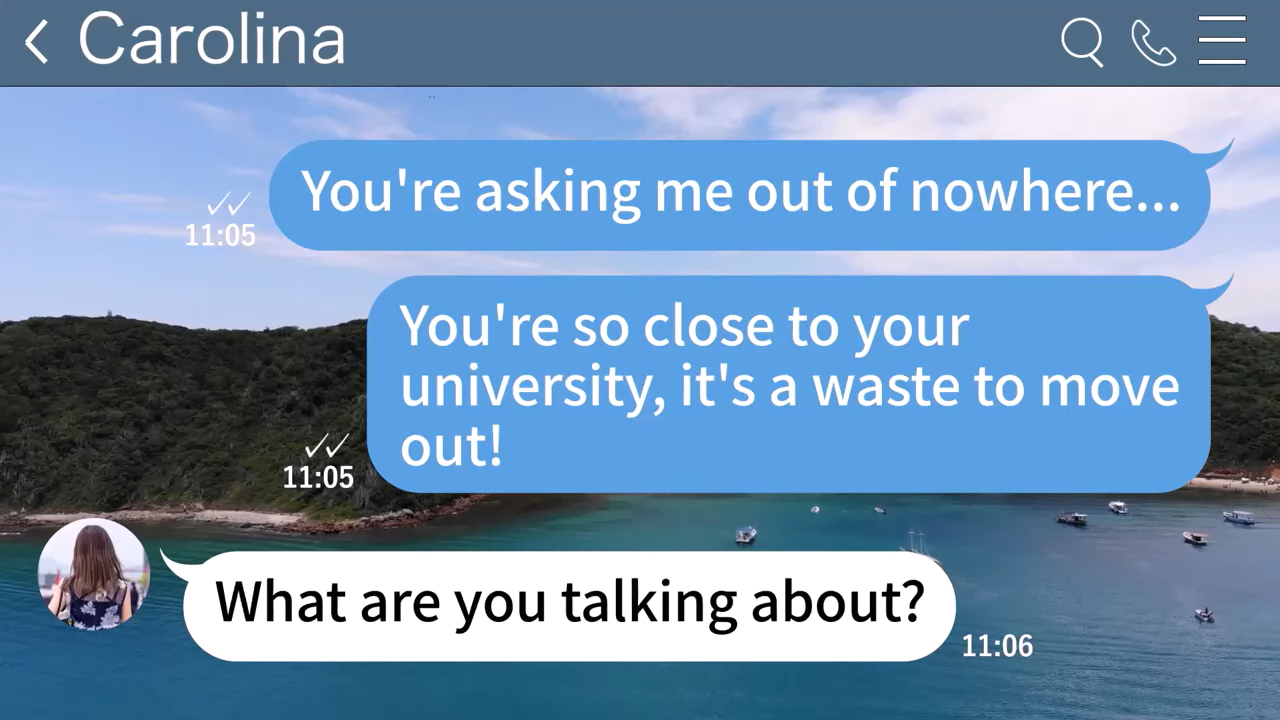 Carolina
You're asking me out of nowhere...
11:05
You're so close to your
university, it's a waste to move
out!
11:05
What are you talking about?
11:06